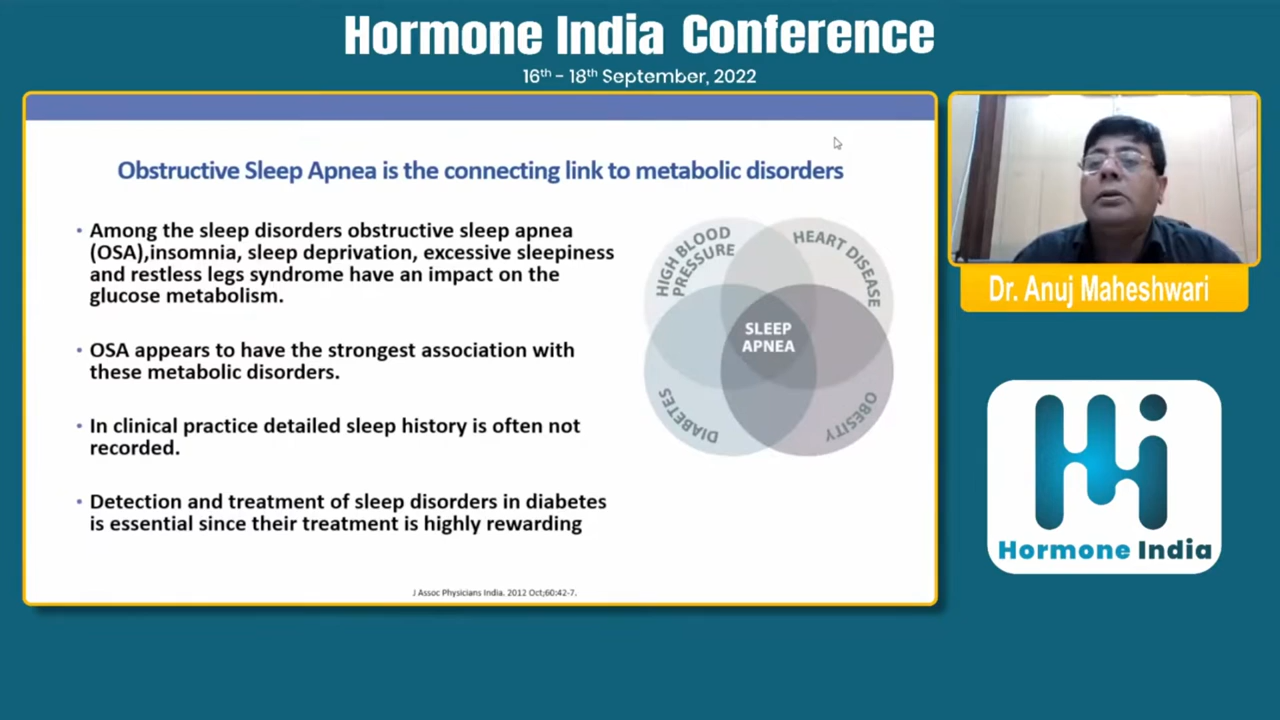 Hormone India Conference
16th - 18th September, 2022
Obstructive Sleep Apnea is the connecting link to metabolic disorders
• Among the sleep disorders obstructive sleep apnea
(OSA),insomnia, sleep deprivation, excessive sleepiness
and restless legs syndrome have an impact on the
glucose metabolism.
• OSA appears to have the strongest association with
these metabolic disorders.
• In clinical practice detailed sleep history is often not
recorded.
• Detection and treatment of sleep disorders in diabetes
is essential since their treatment is highly rewarding
HIGH BLOOD
PRESSURE
HEART DISEASE
SLEEP
APNEA
DIABETES
OBESITY
J Assoc Physicians India. 2012 Oct;60:42-7.
Dr. Anuj Maheshwari
Hi
Hormone India